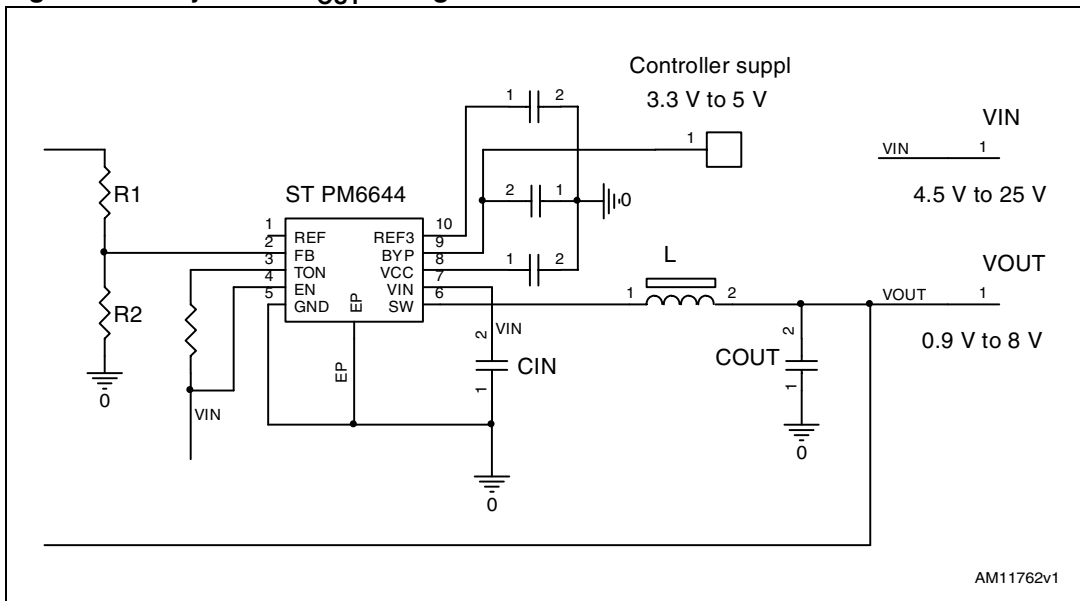 Controller suppl
3.3 V to 5 V
1 2
1
VIN
VIN 1
4.5 V to 25 V
R1
ST PM6644
2 1
0
1 REF REF3 10
2 FB BYP 9
3 TON VCC 8
4 EN VIN 7
5 GND SW 6
EP
1 2
L
1 2
VOUT
VOUT 1
0.9 V to 8 V
R2
0
VIN
EP
2 VIN
CIN
1
0
2
COUT
1
0
AM11762v1